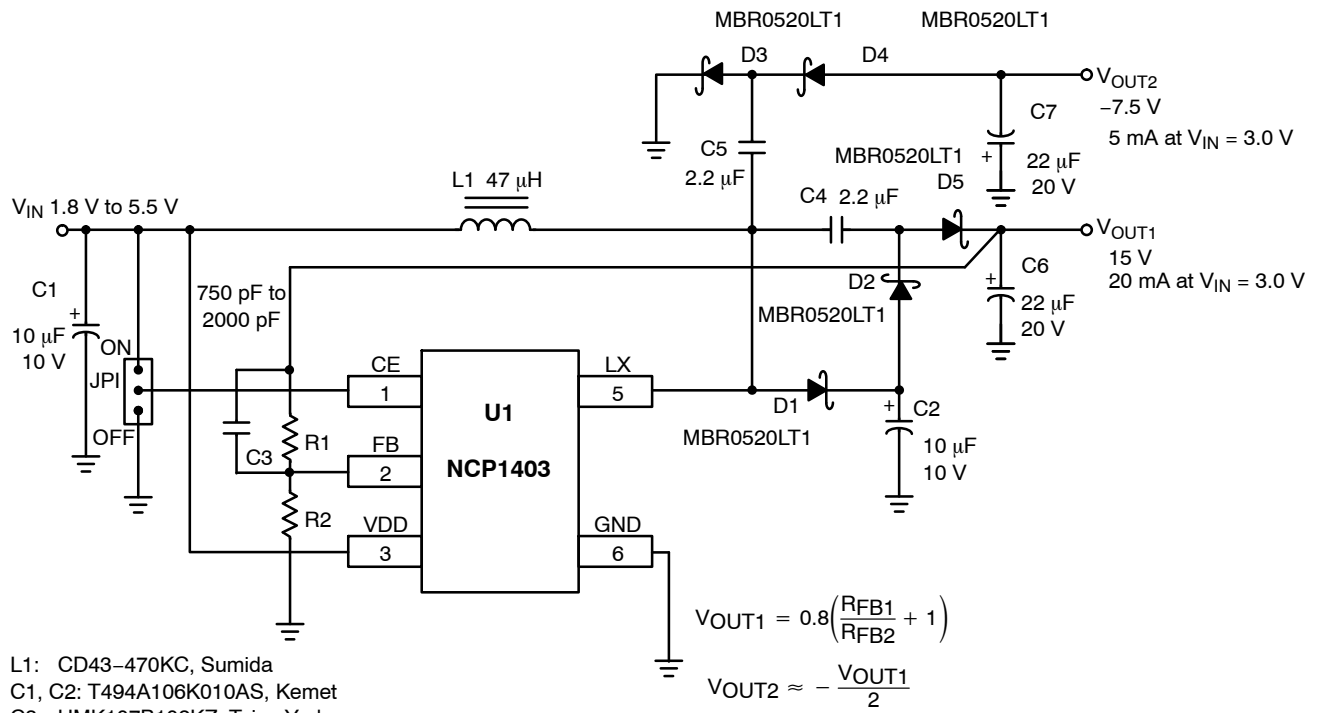 MBR0520LT1
MBR0520LT1
D3
D4
VOUT2
−7.5 V
5 mA at VIN = 3.0 V
C7
+
22 μF
20 V
C5
2.2 μF
MBR0520LT1
D5
L1 47 μH
C4 2.2 μF
VIN 1.8 V to 5.5 V
VOUT1
15 V
20 mA at VIN = 3.0 V
C6
+
22 μF
20 V
D2
MBR0520LT1
C1
+
10 μF
10 V
750 pF to
2000 pF
ON
JPI
OFF
CE
1
LX
5
U1
NCP1403
D1
MBR0520LT1
+
C2
10 μF
10 V
C3
R1
FB
2
R2
VDD
3
GND
6
VOUT1 = 0.8(RFB1/RFB2 + 1)
VOUT2 ≈ − VOUT1/2
L1: CD43−470KC, Sumida
C1, C2: T494A106K010AS, Kemet